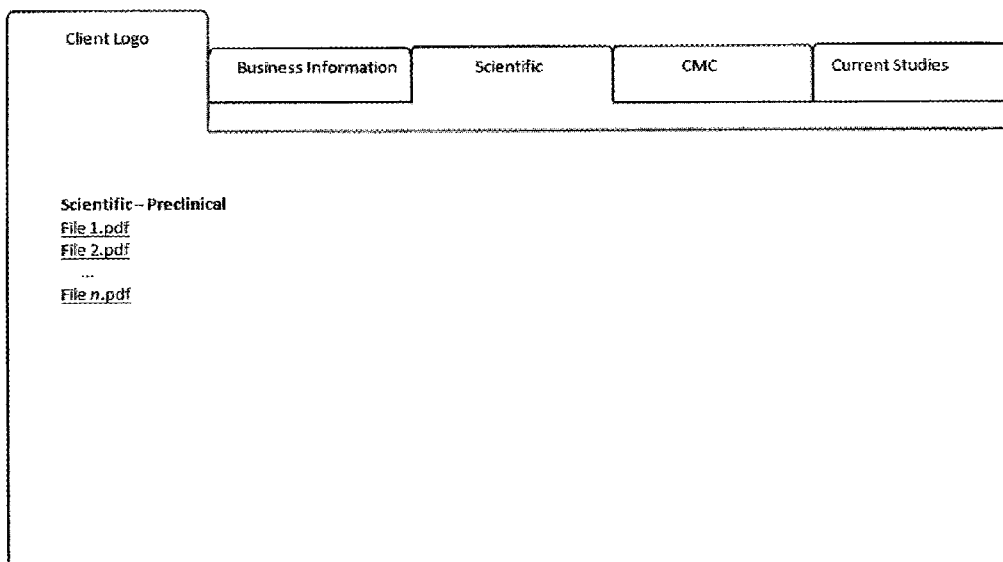 Client Logo
Business Information
Scientific
CMC
Current Studies
Scientific – Preclinical
File 1.pdf
File 2.pdf
...
File n.pdf